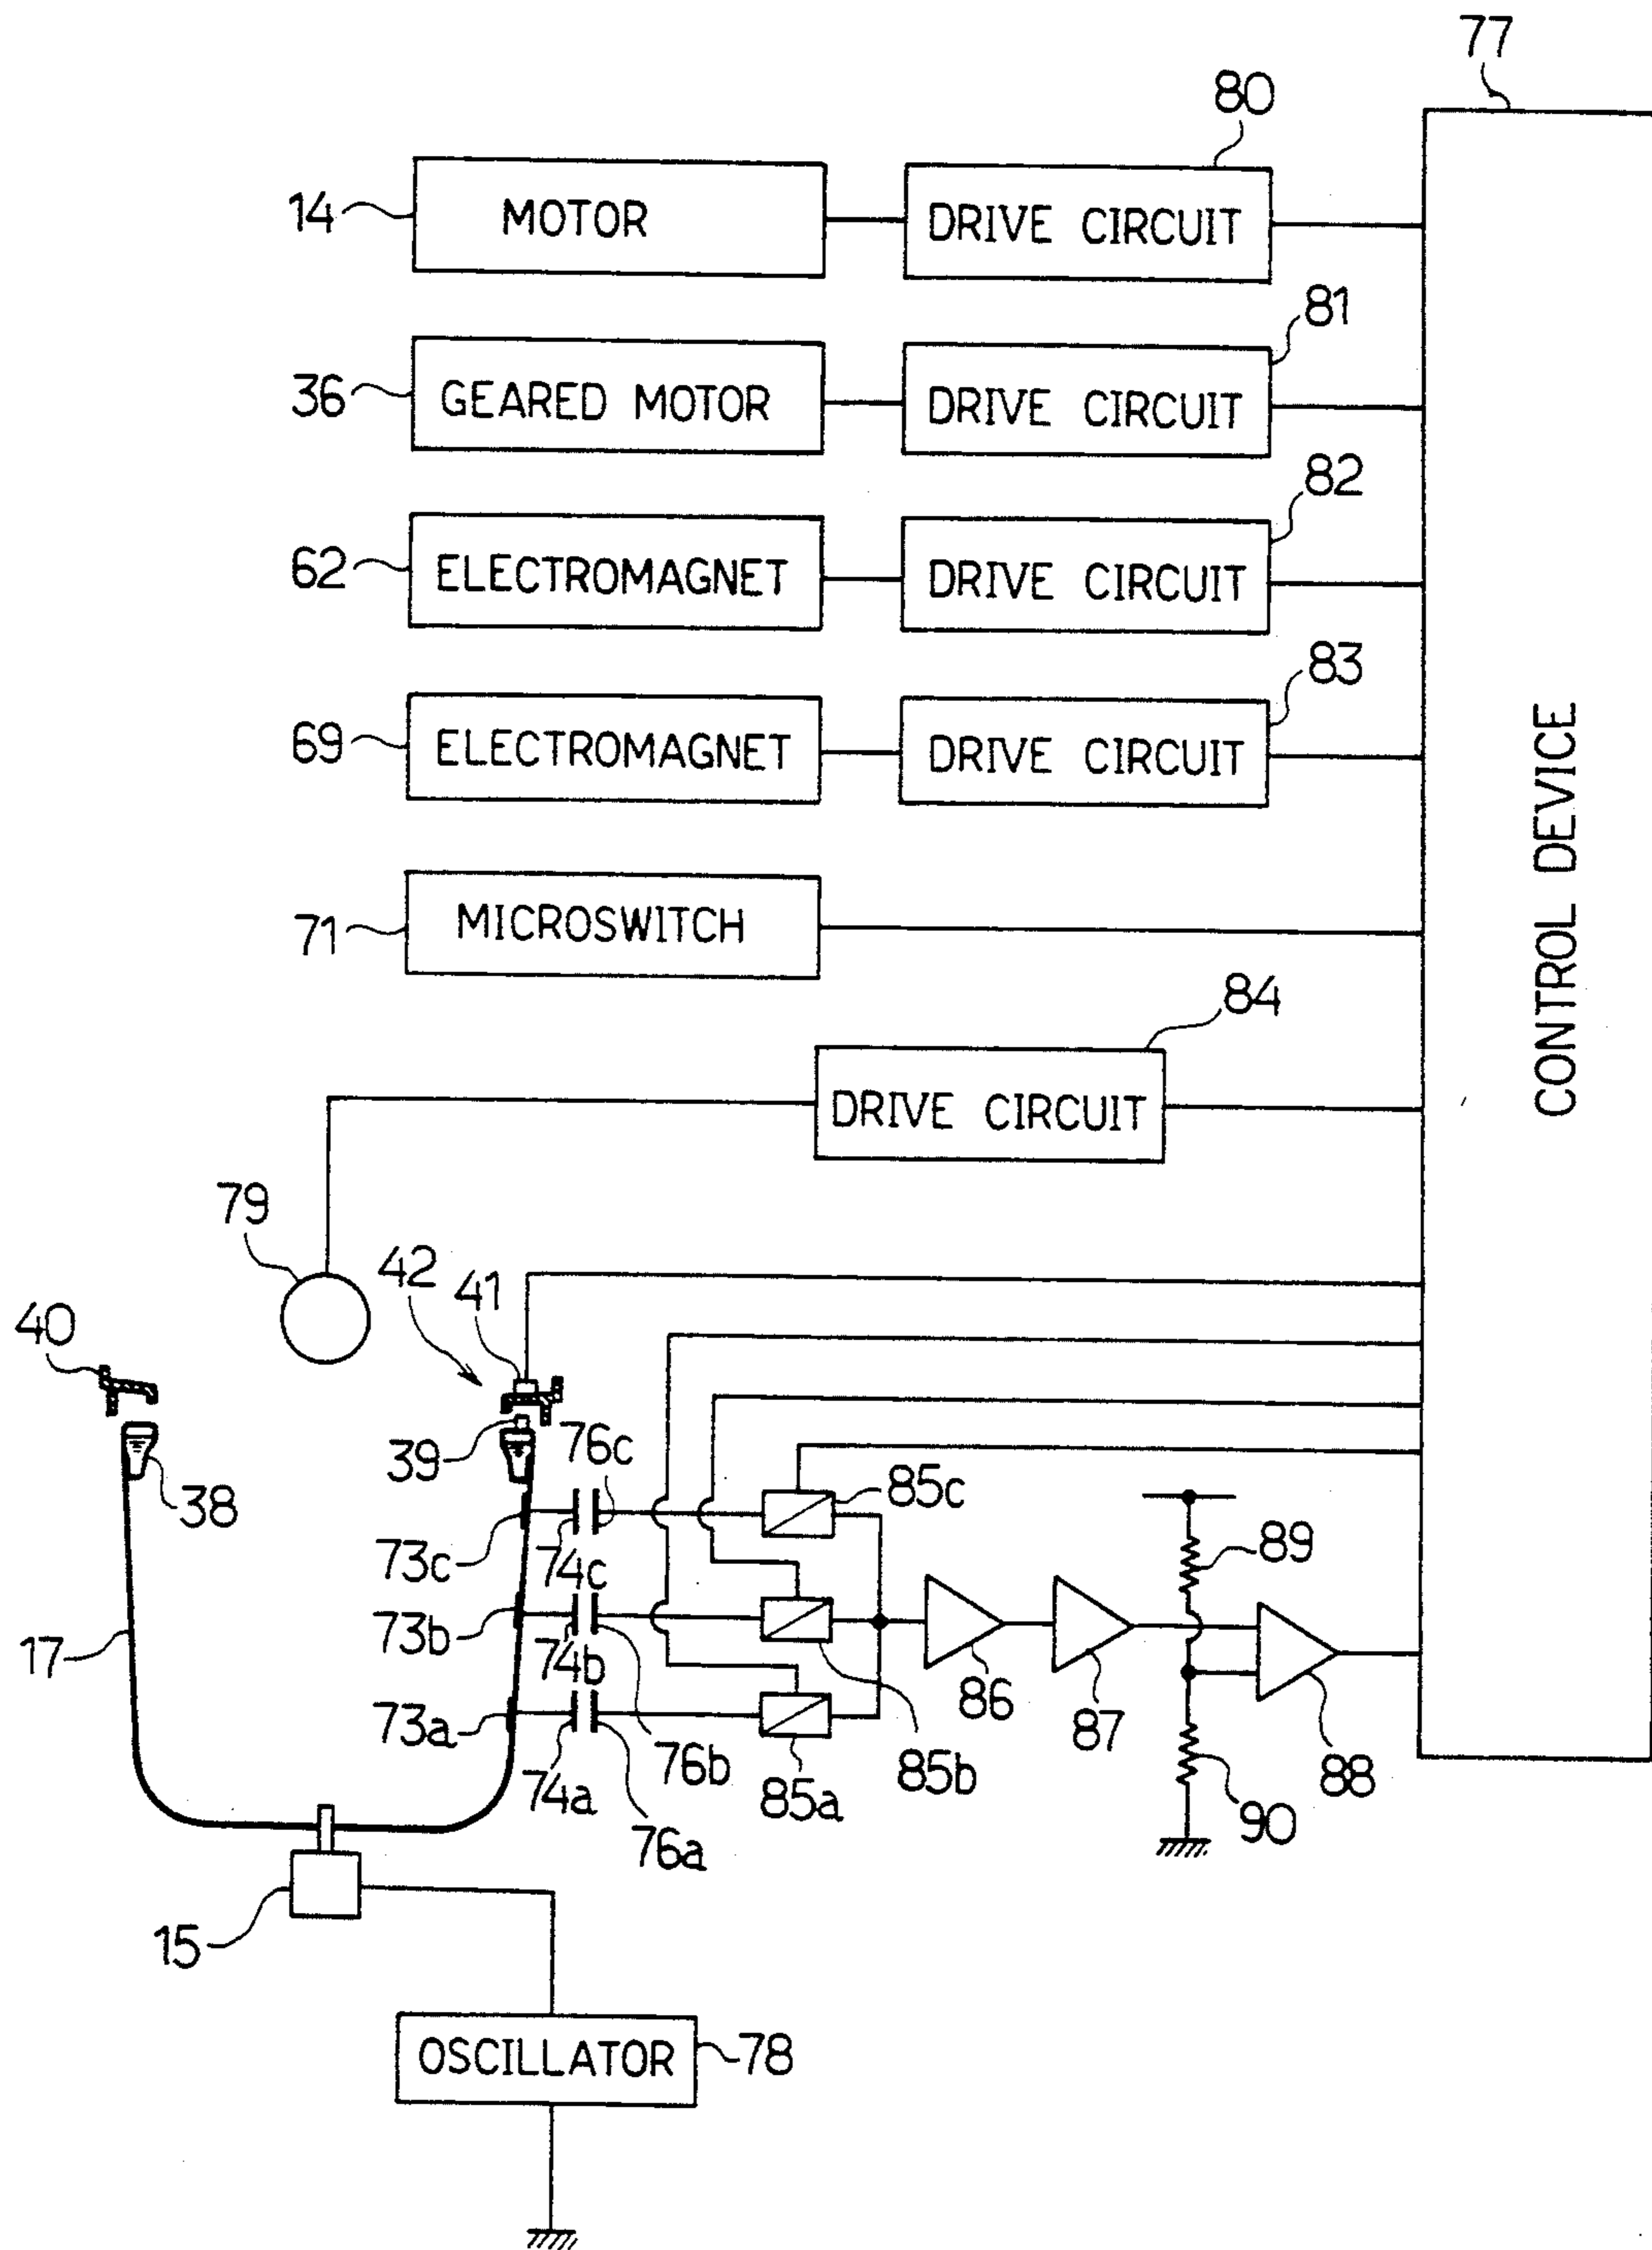 77
80
14 MOTOR DRIVE CIRCUIT
81
36 GEARED MOTOR DRIVE CIRCUIT
82
62 ELECTROMAGNET DRIVE CIRCUIT
83
69 ELECTROMAGNET DRIVE CIRCUIT
71 MICROSWITCH
CONTROL DEVICE
84
DRIVE CIRCUIT
79
42 41
40
39 76c
38 85c
73c 74c 89
73b 74b
17
73a 86
74a 76b 85a 85b 87 88
76a 90
15
OSCILLATOR 78